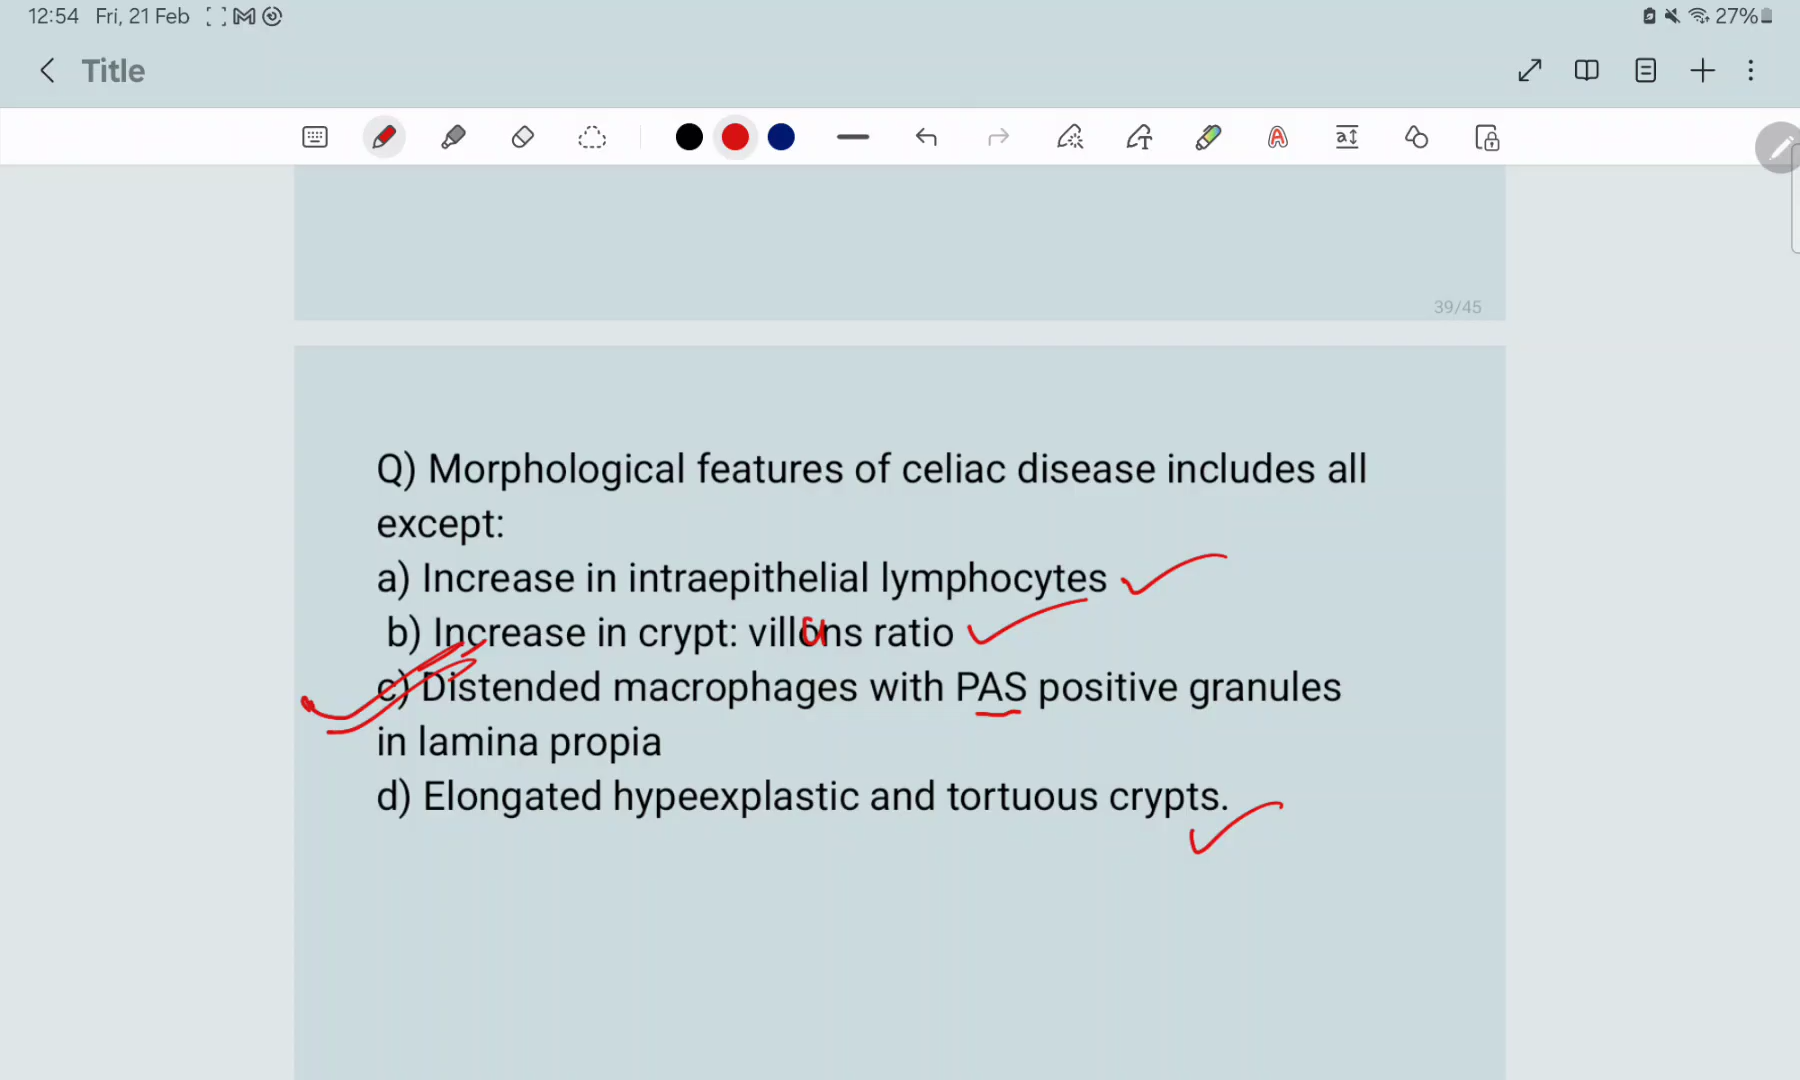 12:54 Fri, 21 Feb
27%
Title
39/45
Q) Morphological features of celiac disease includes all
except:
a) Increase in intraepithelial lymphocytes
b) Increase in crypt: villons ratio
u
c) Distended macrophages with PAS positive granules
in lamina propia
d) Elongated hypeexplastic and tortuous crypts.